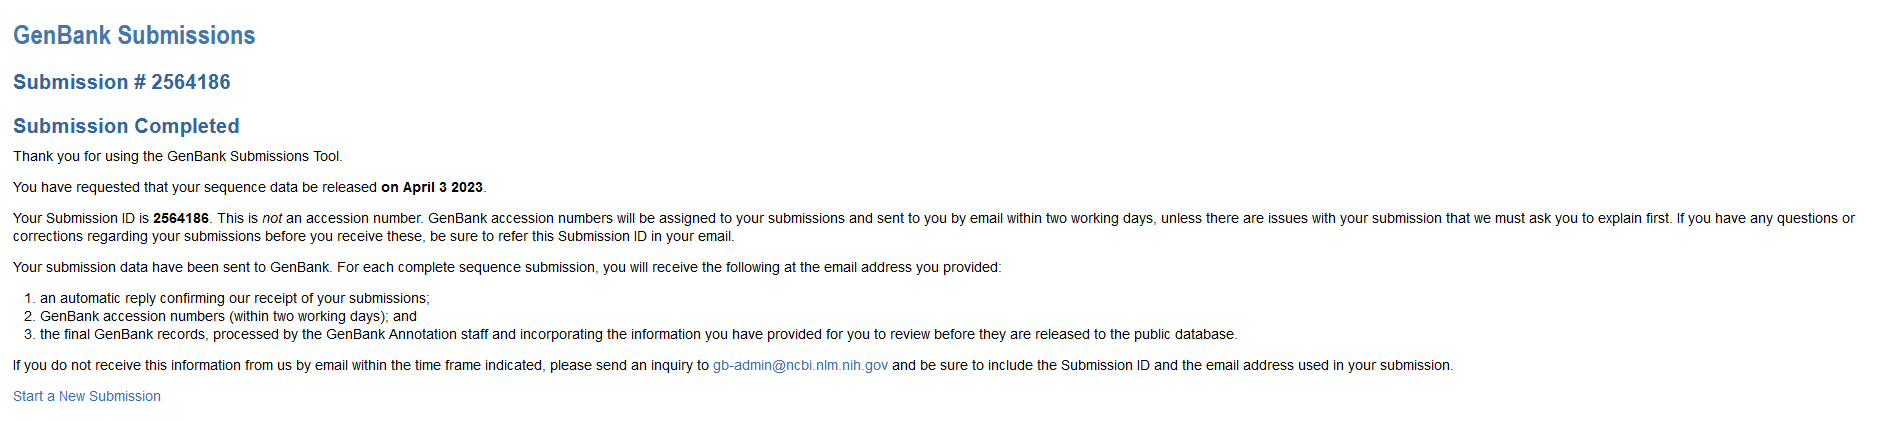 GenBank Submissions
Submission # 2564186
Submission Completed
Thank you for using the GenBank Submissions Tool.
You have requested that your sequence data be released on April 3 2023.
Your Submission ID is 2564186. This is not an accession number. GenBank accession numbers will be assigned to your submissions and sent to you by email within two working days, unless there are issues with your submission that we must ask you to explain first. If you have any questions or
corrections regarding your submissions before you receive these, be sure to refer this Submission ID in your email.
Your submission data have been sent to GenBank. For each complete sequence submission, you will receive the following at the email address you provided:
1. an automatic reply confirming our receipt of your submissions;
2. GenBank accession numbers (within two working days); and
3. the final GenBank records, processed by the GenBank Annotation staff and incorporating the information you have provided for you to review before they are released to the public database.
If you do not receive this information from us by email within the time frame indicated, please send an inquiry to gb-admin@ncbi.nlm.nih.gov and be sure to include the Submission ID and the email address used in your submission.
Start a New Submission